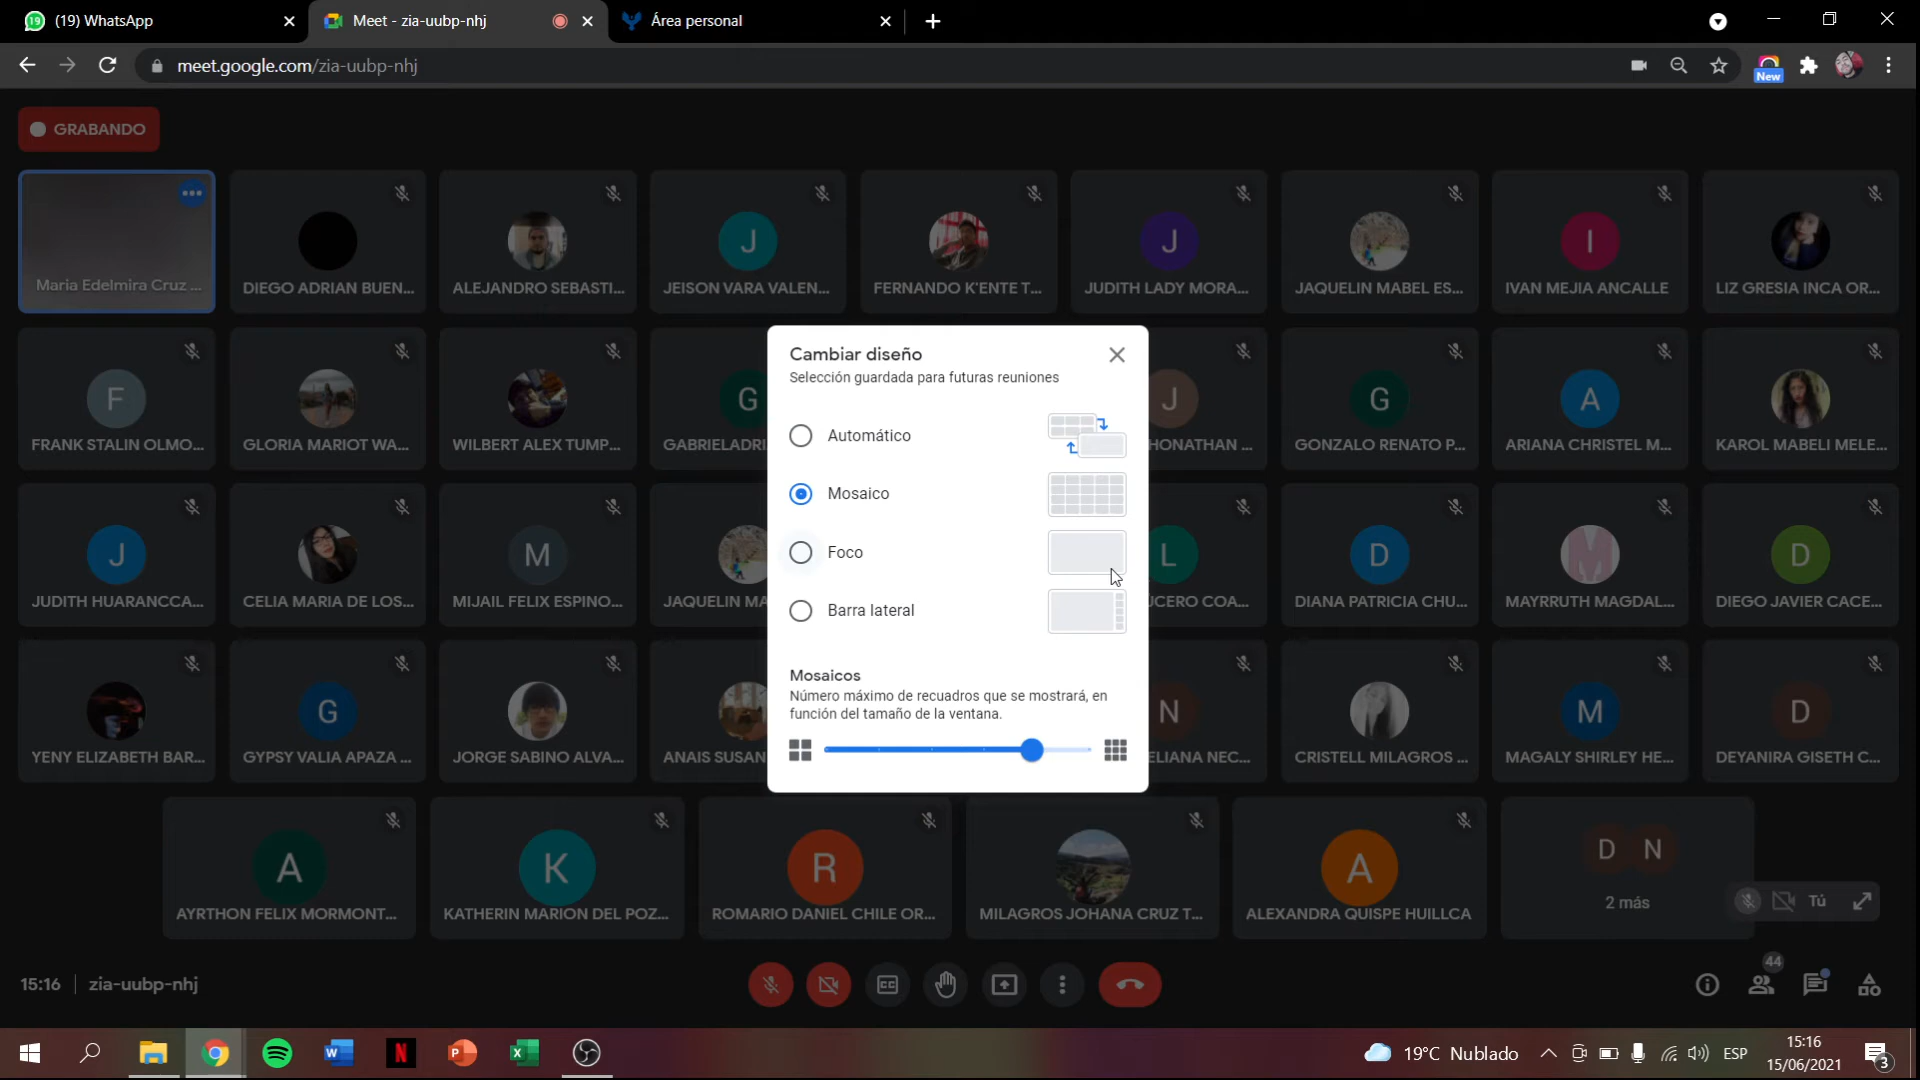 19
(19) WhatsApp
Meet - zia-uubp-nhj
Área personal
meet.google.com/zia-uubp-nhj
New
GRABANDO
Maria Edelmira Cruz ...
DIEGO ADRIAN BUEN...
ALEJANDRO SEBASTI...
J
JEISON VARA VALEN...
FERNANDO K'ENTE T...
J
JUDITH LADY MORA...
JAQUELIN MABEL ES...
I
IVAN MEJIA ANCALLE
LIZ GRESIA INCA OR...
F
FRANK STALIN OLMO...
GLORIA MARIOT WA...
WILBERT ALEX TUMP...
G
GABRIELADRI
J
HONATHAN ...
G
GONZALO RENATO P...
A
ARIANA CHRISTEL M...
KAROL MABELI MELE...
J
JUDITH HUARANCCA...
CELIA MARIA DE LOS...
M
MIJAIL FELIX ESPINO...
JAQUELIN MA
L
UCERO COA...
D
DIANA PATRICIA CHU...
MAYRRUTH MAGDAL...
D
DIEGO JAVIER CACE...
YENY ELIZABETH BAR...
G
GYPSY VALIA APAZA ...
JORGE SABINO ALVA...
ANAIS SUSAN
N
ELIANA NEC...
CRISTELL MILAGROS ...
M
MAGALY SHIRLEY HE...
D
DEYANIRA GISETH C...
A
AYRTHON FELIX MORMONT...
K
KATHERIN MARION DEL POZ...
R
ROMARIO DANIEL CHILE OR...
MILAGROS JOHANA CRUZ T...
A
ALEXANDRA QUISPE HUILLCA
D N
2 más
Tú
Cambiar diseño
Selección guardada para futuras reuniones
Automático
Mosaico
Foco
Barra lateral
Mosaicos
Número máximo de recuadros que se mostrará, en
función del tamaño de la ventana.
15:16
zia-uubp-nhj
CC
44
W
N
P
X
19°C Nublado
ESP
15:16
15/06/2021
3